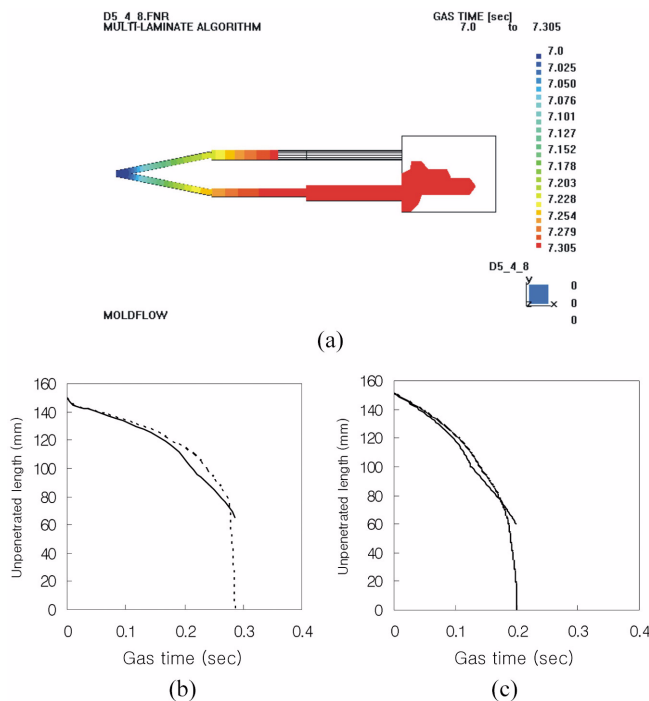 D5_4_8.FNR
MULTI-LAMINATE ALGORITHM
GAS TIME [sec]
7.0 to 7.305
7.0
7.025
7.050
7.076
7.101
7.127
7.152
7.178
7.203
7.228
7.254
7.279
7.305
D5_4_8
y
z x
0
0
0
MOLDFLOW
(a)
Unpenetrated length (mm)
160
140
120
100
80
60
40
20
0
0 0.1 0.2 0.3 0.4
Gas time (sec)
(b)
Unpenetrated length (mm)
160
140
120
100
80
60
40
20
0
0 0.1 0.2 0.3 0.4
Gas time (sec)
(c)